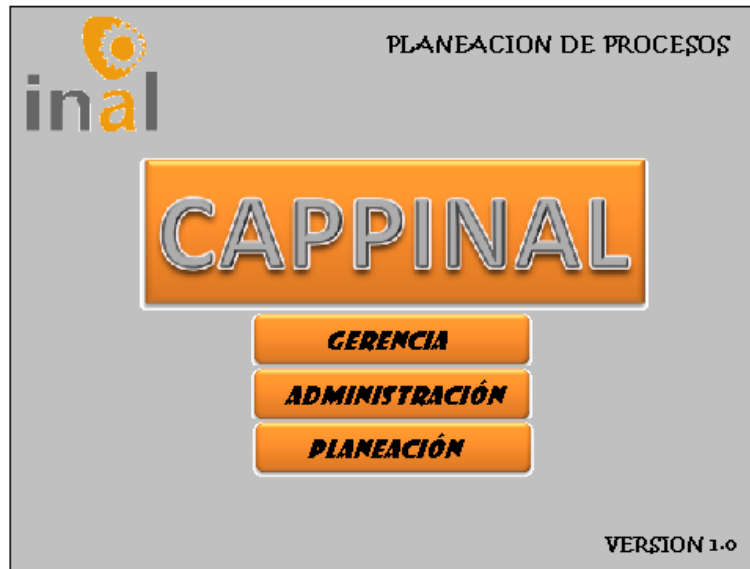 inal
PLANEACION DE PROCESOS
CAPPINAL
GERENCIA
ADMINISTRACIÓN
PLANEACIÓN
VERSION 1.0